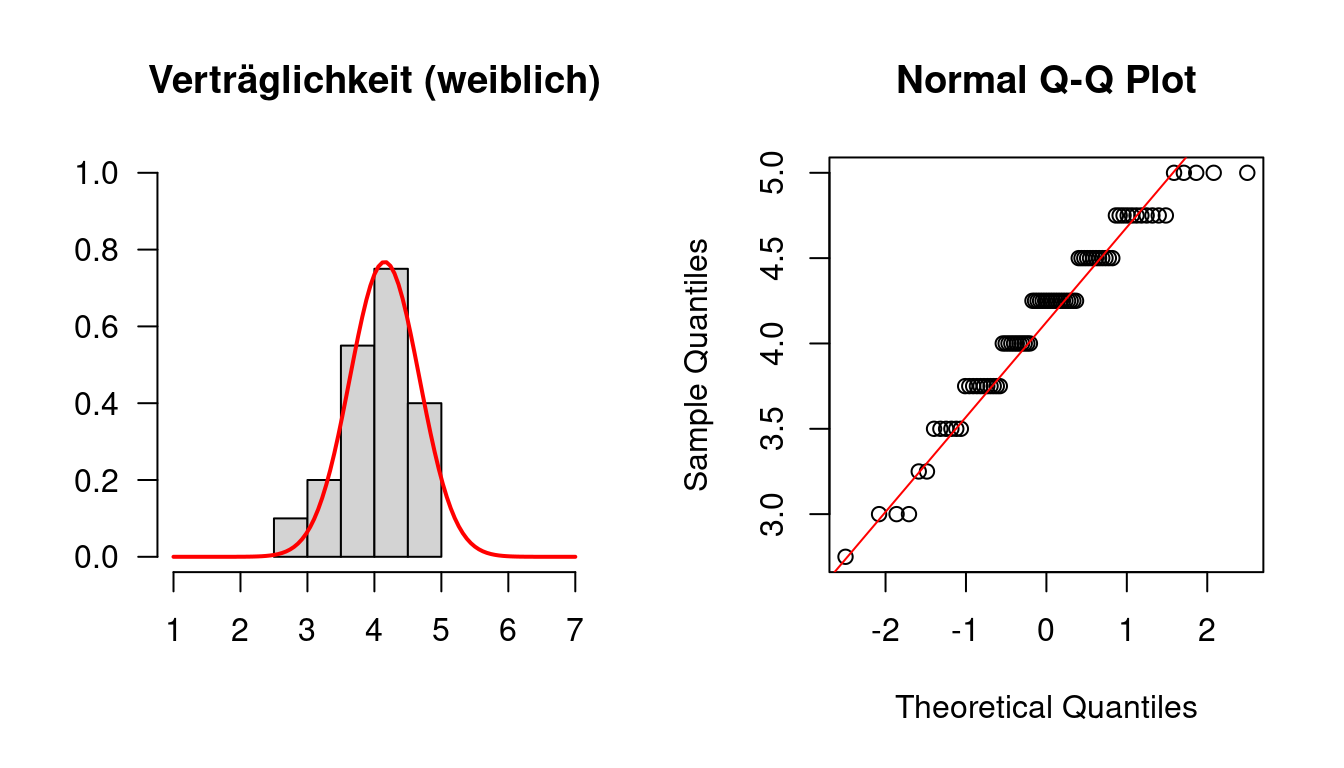 Verträglichkeit (weiblich)
1.0
0.8
0.6
0.4
0.2
0.0
1 2 3 4 5 6 7
Normal Q-Q Plot
Sample Quantiles
5.0
4.5
4.0
3.5
3.0
-2 -1 0 1 2
Theoretical Quantiles